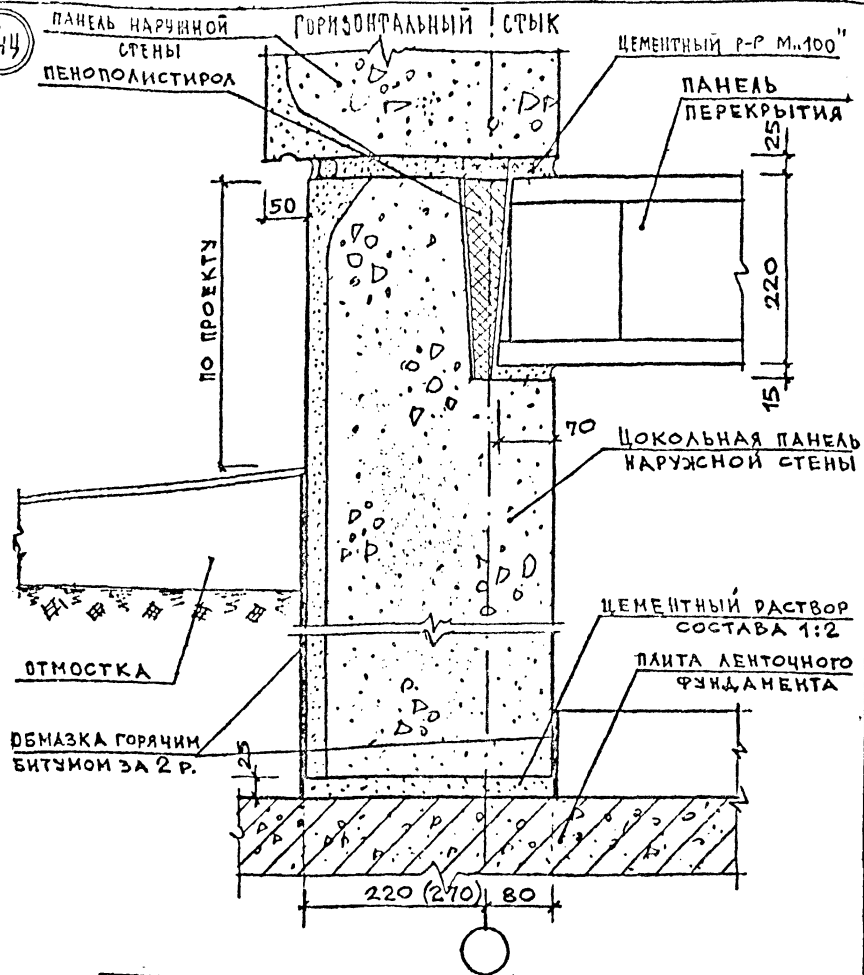 44
ГОРИЗОНТАЛЬНЫЙ СТЫК
ПАНЕЛЬ НАРУЖНОЙ
СТЕНЫ
ПЕНОПОЛИСТИРОЛ
ЦЕМЕНТНЫЙ Р-Р М„100"
ПАНЕЛЬ
ПЕРЕКРЫТИЯ
25
50
ПО ПРОЕКТУ
220
15
70
ЦОКОЛЬНАЯ ПАНЕЛЬ
НАРУЖНОЙ СТЕНЫ
ЦЕМЕНТНЫЙ РАСТВОР
СОСТАВА 1:2
ОТМОСТКА
ПЛИТА ЛЕНТОЧНОГО
ФУНДАМЕНТА
ОБМАЗКА ГОРЯЧИМ
БИТУМОМ ЗА 2 Р.
25
220 (270) 80